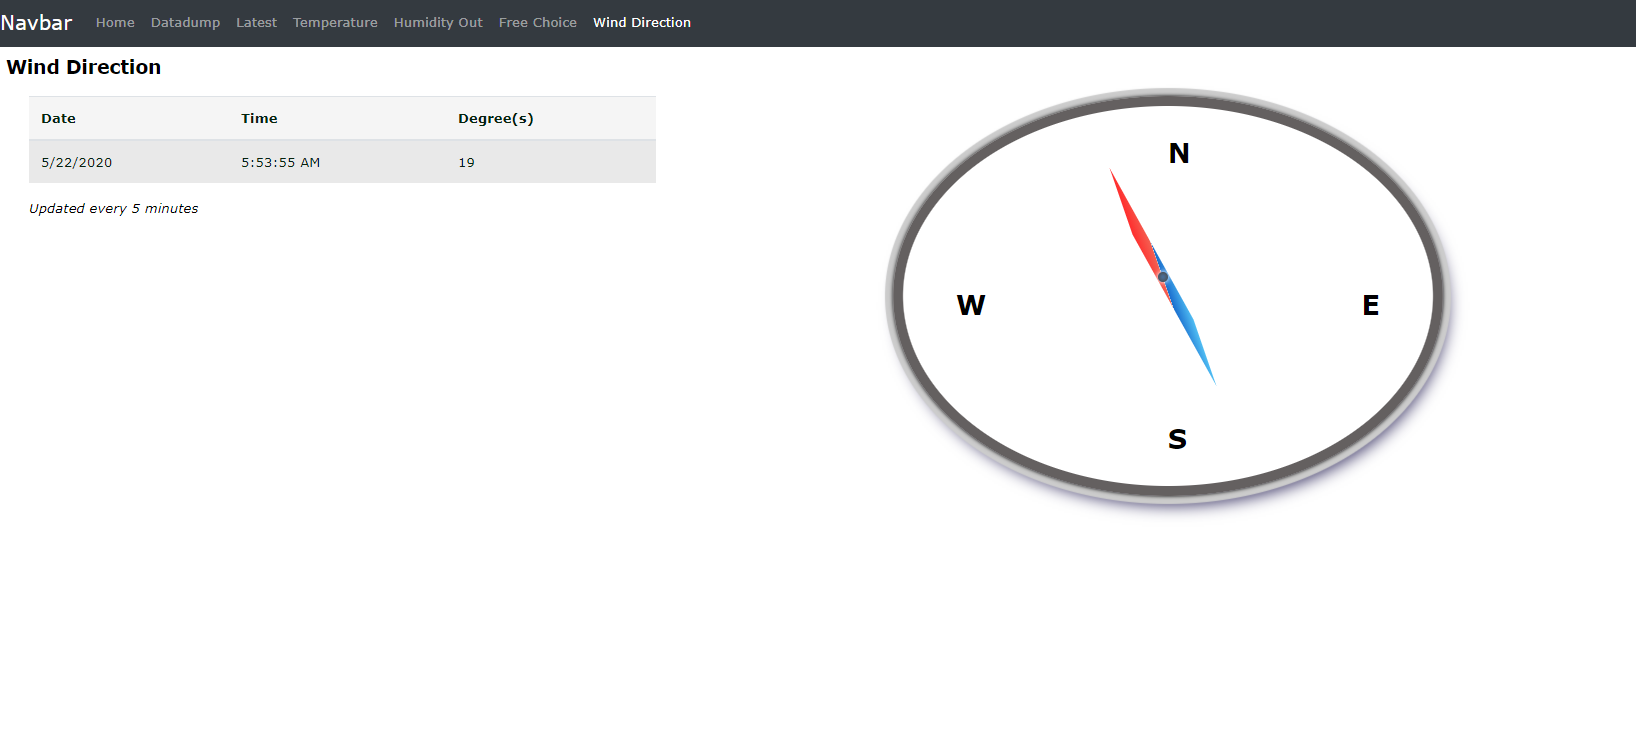 Navbar Home Datadump Latest Temperature Humidity Out Free Choice Wind Direction
Wind Direction
Date Time Degree(s)
5/22/2020 5:53:55 AM 19
Updated every 5 minutes
N
W E
S